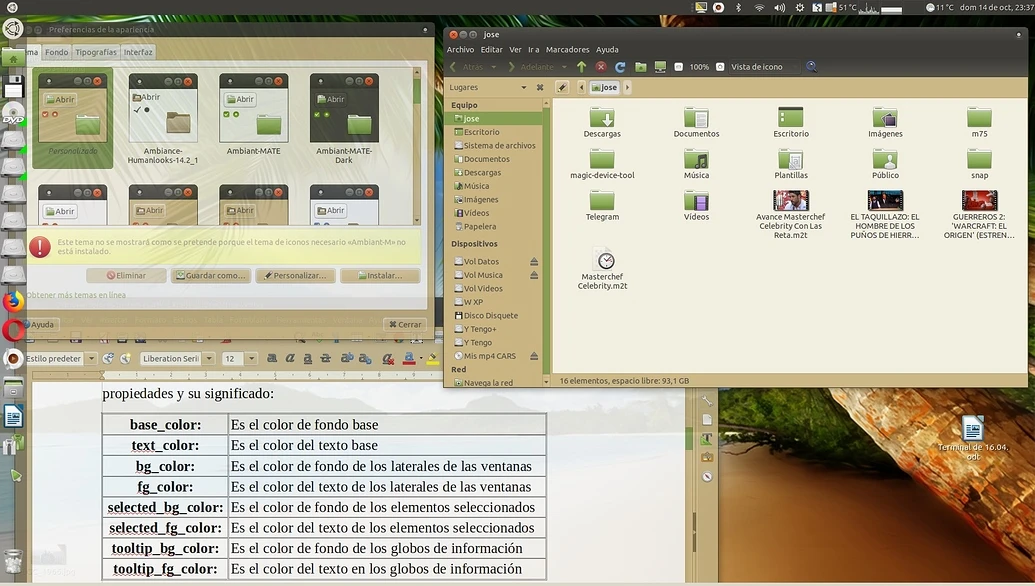 51 °C
11 °C
dom 14 de oct, 23:37
Preferencias de la apariencia
Fondo
Tipografías
Interfaz
Abrir
Abrir
Abrir
Abrir
Personalizado
Ambiance-
Humanlooks-14.2_1
Ambiant-MATE
Ambiant-MATE-
Dark
Abrir
Abrir
Abrir
Abrir
Este tema no se mostrará como se pretende porque el tema de iconos necesario «Ambiant-M» no
está instalado.
Eliminar
Guardar como...
Personalizar...
Instalar...
Obtener más temas en línea
Ayuda
Cerrar
jose
Archivo Editar Ver Ir a Marcadores Ayuda
Atrás
Adelante
100%
Vista de icono
Lugares
jose
Equipo
jose
Escritorio
Sistema de archivos
Documentos
Descargas
Música
Imágenes
Vídeos
Papelera
Dispositivos
Vol Datos
Vol Musica
Vol Videos
W XP
Disco Disquete
Y Tengo+
Y Tengo
Mis mp4 CARS
Red
Navega la red
Descargas
Documentos
Escritorio
Imágenes
m75
magic-device-tool
Música
Plantillas
Público
snap
Telegram
Vídeos
Avance Masterchef
Celebrity Con Las
Reta.m2t
EL TAQUILLAZO: EL
HOMBRE DE LOS
PUÑOS DE HIERR...
GUERREROS 2:
'WARCRAFT: EL
ORIGEN' (ESTREN...
Masterchef
Celebrity.m2t
16 elementos, espacio libre: 93,1 GB
Estilo predeter
Liberation Seri
12
propiedades y su significado:
base_color: Es el color de fondo base
text_color: Es el color del texto base
bg_color: Es el color de fondo de los laterales de las ventanas
fg_color: Es el color del texto de los laterales de las ventanas
selected_bg_color: Es el color de fondo de los elementos seleccionados
selected_fg_color: Es el color del texto de los elementos seleccionados
tooltip_bg_color: Es el color de fondo de los globos de información
tooltip_fg_color: Es el color del texto en los globos de información
Terminal de 16.04.
odt
DVD